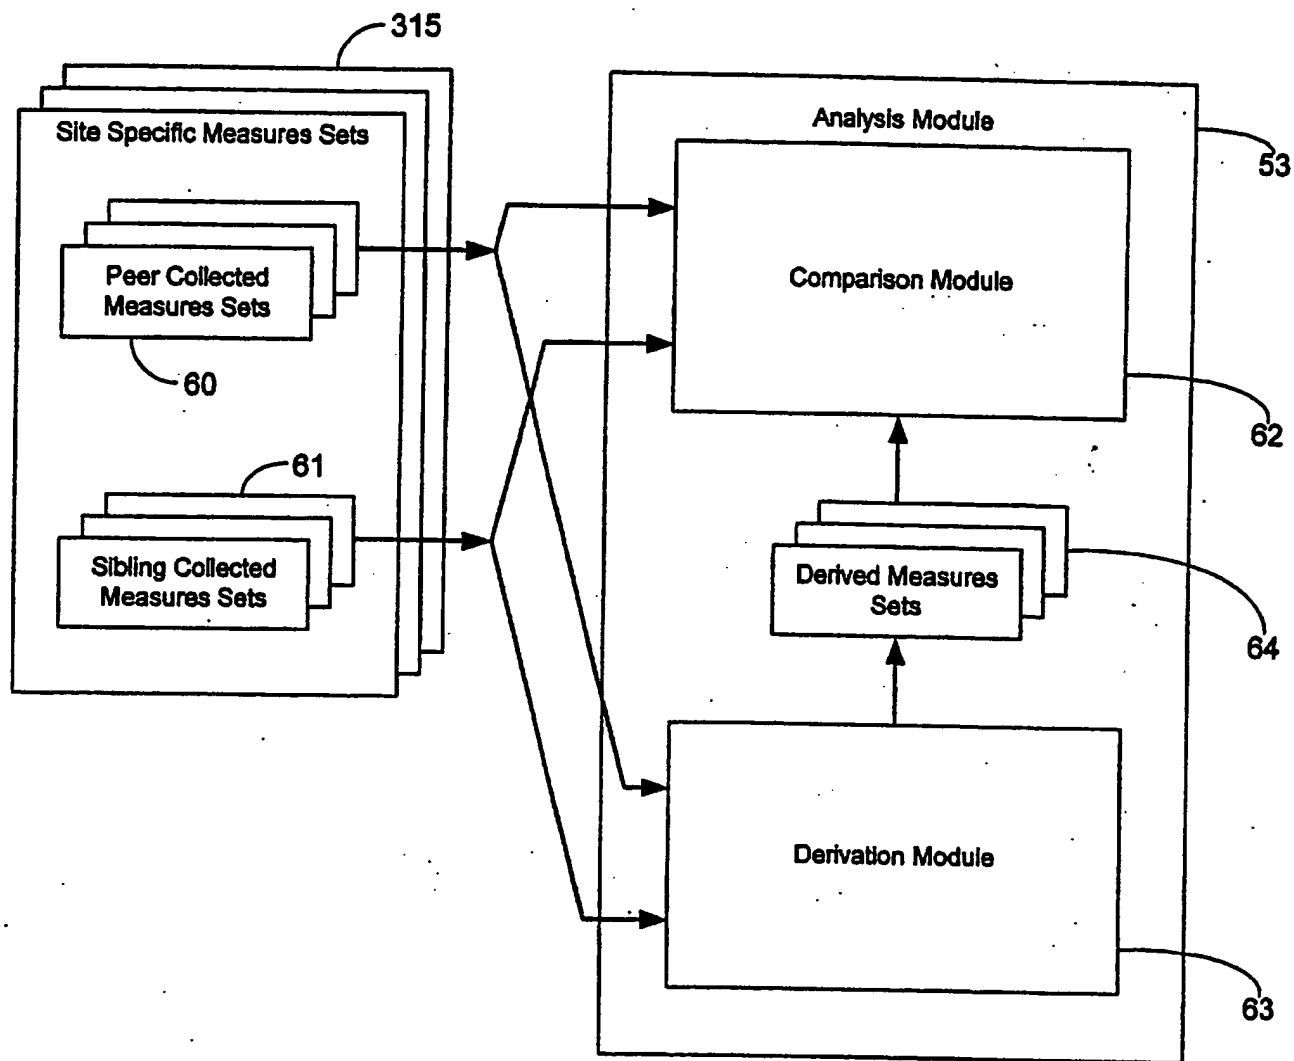 315
Site Specific Measures Sets
Peer Collected
Measures Sets
60
61
Sibling Collected
Measures Sets
Analysis Module
53
Comparison Module
62
Derived Measures
Sets
64
Derivation Module
63